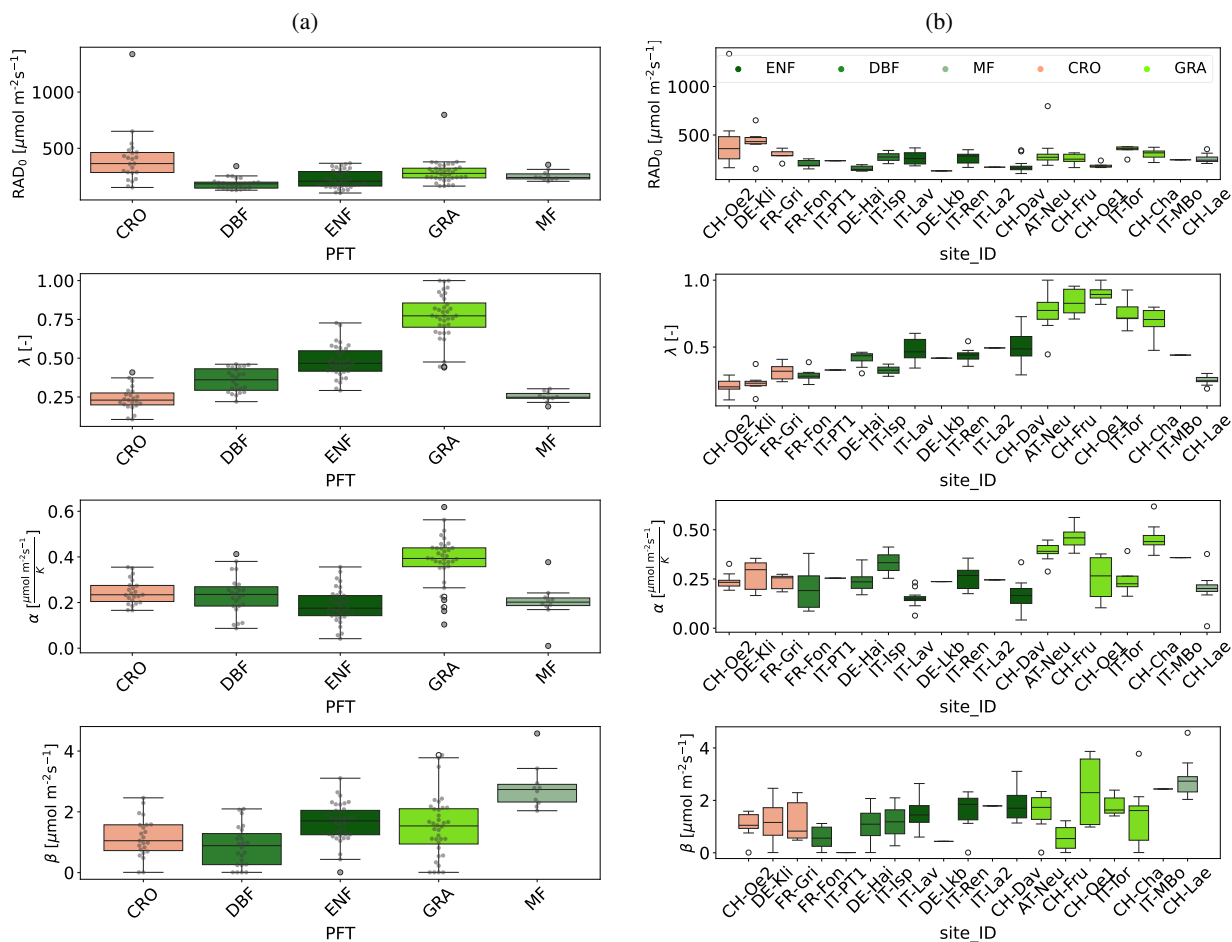 (a)
RAD₀ [μmol m⁻²s⁻¹]
1000
500
CRO DBF ENF GRA MF
PFT
λ [-]
1.00
0.75
0.50
0.25
CRO DBF ENF GRA MF
PFT
α [μmol m⁻²s⁻¹/K]
0.6
0.4
0.2
0.0
CRO DBF ENF GRA MF
PFT
β [μmol m⁻²s⁻¹]
4
2
0
CRO DBF ENF GRA MF
PFT
(b)
RAD₀ [μmol m⁻²s⁻¹]
1000
500
ENF DBF MF CRO GRA
CH-Oe2 DE-Kli FR-Gri FR-Fon IT-PT1 DE-Hai IT-Isp IT-Lav DE-Lkb IT-Ren IT-La2 CH-Dav AT-Neu CH-Fru CH-Oe1 IT-Tor CH-Cha IT-MBo CH-Lae
site_ID
λ [-]
1.0
0.5
CH-Oe2 DE-Kli FR-Gri FR-Fon IT-PT1 DE-Hai IT-Isp IT-Lav DE-Lkb IT-Ren IT-La2 CH-Dav AT-Neu CH-Fru CH-Oe1 IT-Tor CH-Cha IT-MBo CH-Lae
site_ID
α [μmol m⁻²s⁻¹/K]
0.50
0.25
0.00
CH-Oe2 DE-Kli FR-Gri FR-Fon IT-PT1 DE-Hai IT-Isp IT-Lav DE-Lkb IT-Ren IT-La2 CH-Dav AT-Neu CH-Fru CH-Oe1 IT-Tor CH-Cha IT-MBo CH-Lae
site_ID
β [μmol m⁻²s⁻¹]
4
2
0
CH-Oe2 DE-Kli FR-Gri FR-Fon IT-PT1 DE-Hai IT-Isp IT-Lav DE-Lkb IT-Ren IT-La2 CH-Dav AT-Neu CH-Fru CH-Oe1 IT-Tor CH-Cha IT-MBo CH-Lae
site_ID